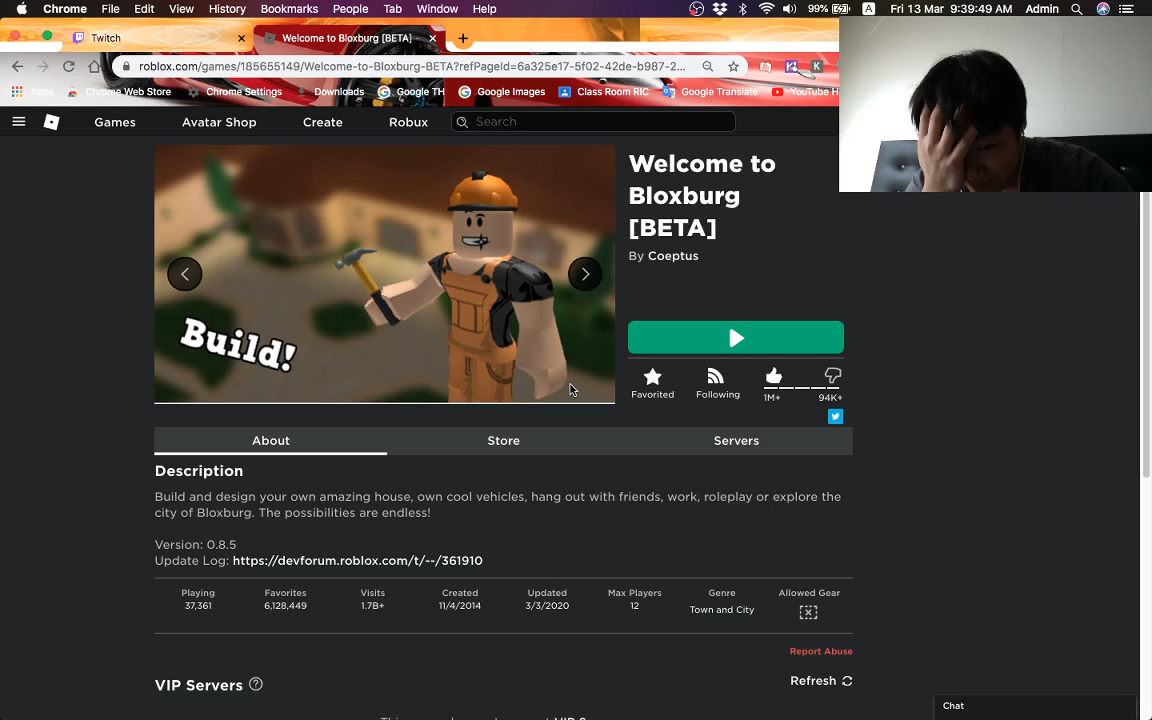 Chrome File Edit View History Bookmarks People Tab Window Help 99% A Fri 13 Mar 9:39:49 AM Admin
Twitch Welcome to Bloxburg [BETA] -
roblox.com/games/185655149/Welcome-to-Bloxburg-BETA?refPageId=6a325e17-5f02-42de-b987-2...
Apps Chrome Web Store Chrome Settings Downloads Google TH Google Images Class Room RIC Google Translate YouTube H
Games Avatar Shop Create Robux Search
Build!
Welcome to
Bloxburg
[BETA]
By Coeptus
Favorited Following 1M+ 94K+
About Store Servers
Description
Build and design your own amazing house, own cool vehicles, hang out with friends, work, roleplay or explore the
city of Bloxburg. The possibilities are endless!
Version: 0.8.5
Update Log: https://devforum.roblox.com/t/--/361910
Playing Favorites Visits Created Updated Max Players Genre Allowed Gear
37,361 6,128,449 1.7B+ 11/4/2014 3/3/2020 12 Town and City
Report Abuse
VIP Servers Refresh
Chat